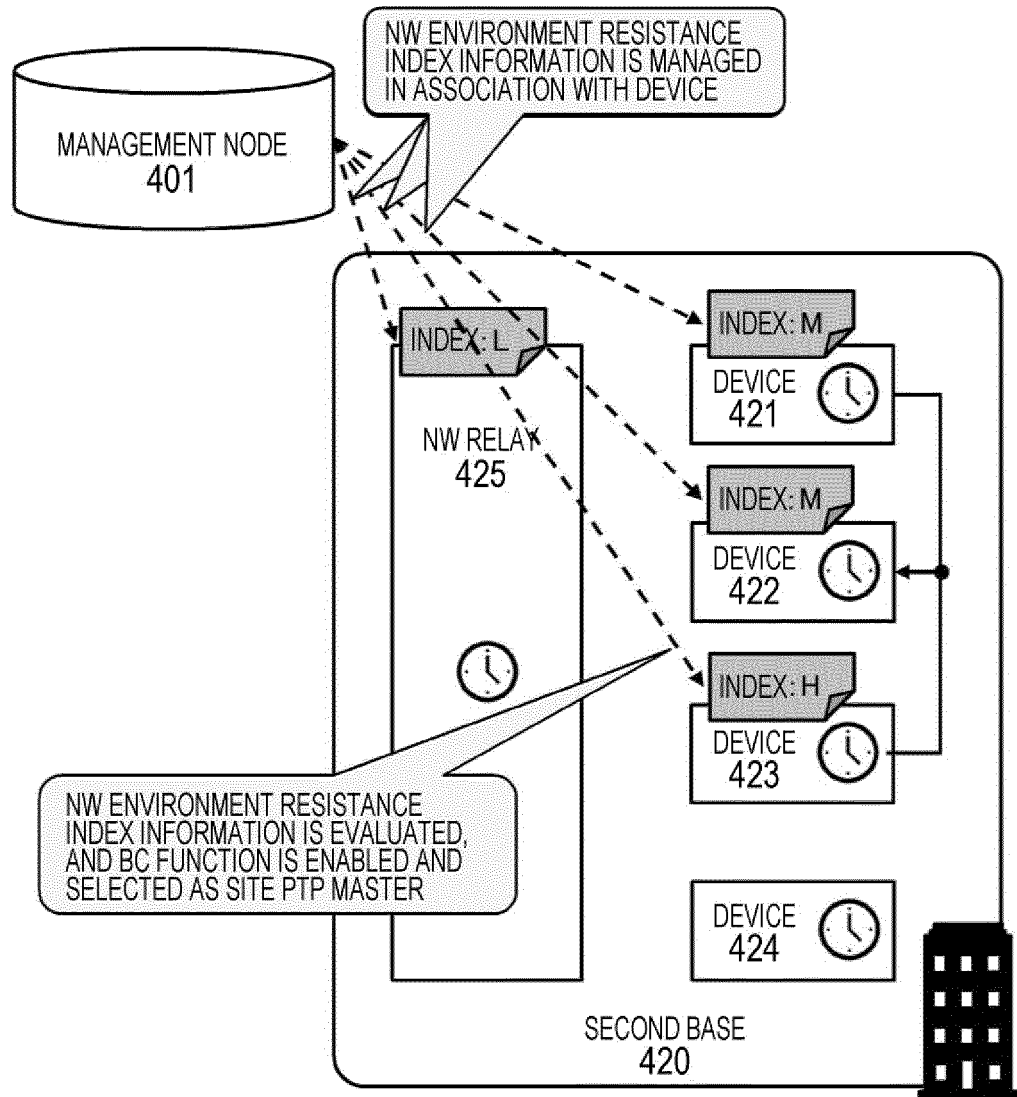 NW ENVIRONMENT RESISTANCE
INDEX INFORMATION IS MANAGED
IN ASSOCIATION WITH DEVICE
MANAGEMENT NODE
401
INDEX: L
NW RELAY
425
INDEX: M
DEVICE
421
INDEX: M
DEVICE
422
INDEX: H
DEVICE
423
NW ENVIRONMENT RESISTANCE
INDEX INFORMATION IS EVALUATED,
AND BC FUNCTION IS ENABLED AND
SELECTED AS SITE PTP MASTER
DEVICE
424
SECOND BASE
420